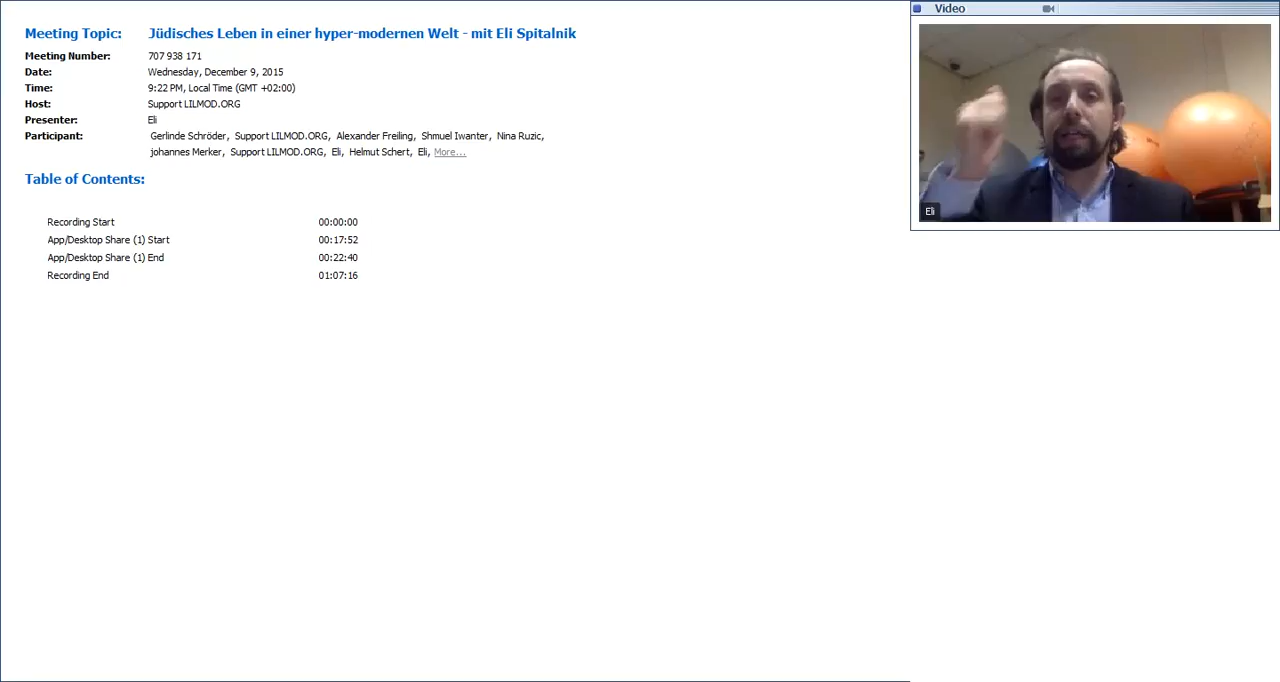 Meeting Topic: Jüdisches Leben in einer hyper-modernen Welt - mit Eli Spitalnik
Meeting Number: 707 938 171
Date: Wednesday, December 9, 2015
Time: 9:22 PM, Local Time (GMT +02:00)
Host: Support LILMOD.ORG
Presenter: Eli
Participant: Gerlinde Schröder, Support LILMOD.ORG, Alexander Freiling, Shmuel Iwanter, Nina Ruzic,
johannes Merker, Support LILMOD.ORG, Eli, Helmut Schert, Eli, More...
Table of Contents:
Recording Start 00:00:00
App/Desktop Share (1) Start 00:17:52
App/Desktop Share (1) End 00:22:40
Recording End 01:07:16
Video
Eli